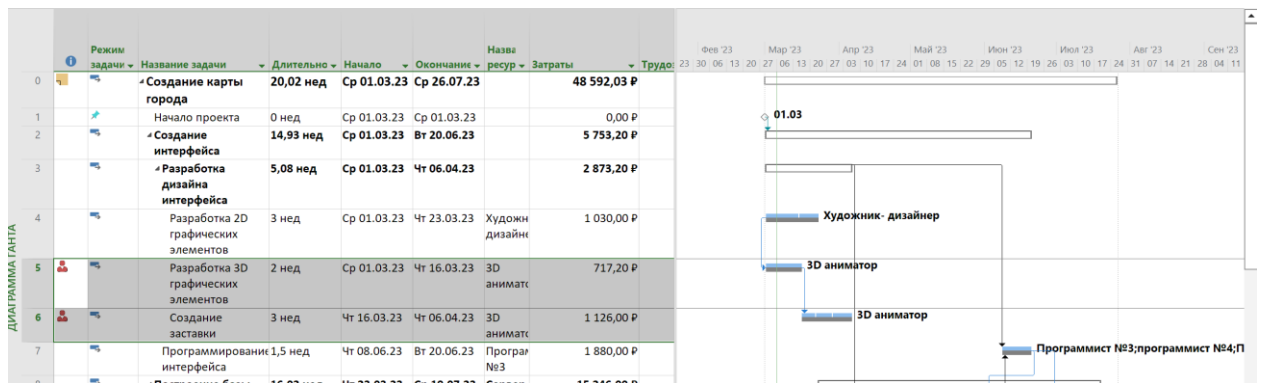 Режим задачи Название задачи Длительно Начало Окончание Назва ресур Затраты Трудо:
Фев '23 Мар '23 Апр '23 Май '23 Июн '23 Июл '23 Авг '23 Сен '23
23 30 06 13 20 27 06 13 20 27 03 10 17 24 01 08 15 22 29 05 12 19 26 03 10 17 24 31 07 14 21 28 04 11
ДИАГРАММА ГАНТА
0 Создание карты города 20,02 нед Ср 01.03.23 Ср 26.07.23 48 592,03 ₽
1 Начало проекта 0 нед Ср 01.03.23 Ср 01.03.23 0,00 ₽ 01.03
2 Создание интерфейса 14,93 нед Ср 01.03.23 Вт 20.06.23 5 753,20 ₽
3 Разработка дизайна интерфейса 5,08 нед Ср 01.03.23 Чт 06.04.23 2 873,20 ₽
4 Разработка 2D графических элементов 3 нед Ср 01.03.23 Чт 23.03.23 Художн дизайне 1 030,00 ₽ Художник- дизайнер
5 Разработка 3D графических элементов 2 нед Ср 01.03.23 Чт 16.03.23 3D анимато 717,20 ₽ 3D аниматор
6 Создание заставки 3 нед Чт 16.03.23 Чт 06.04.23 3D анимато 1 126,00 ₽ 3D аниматор
7 Программирование интерфейса 1,5 нед Чт 08.06.23 Вт 20.06.23 Програм №3 1 880,00 ₽ Программист №3;программист №4;П